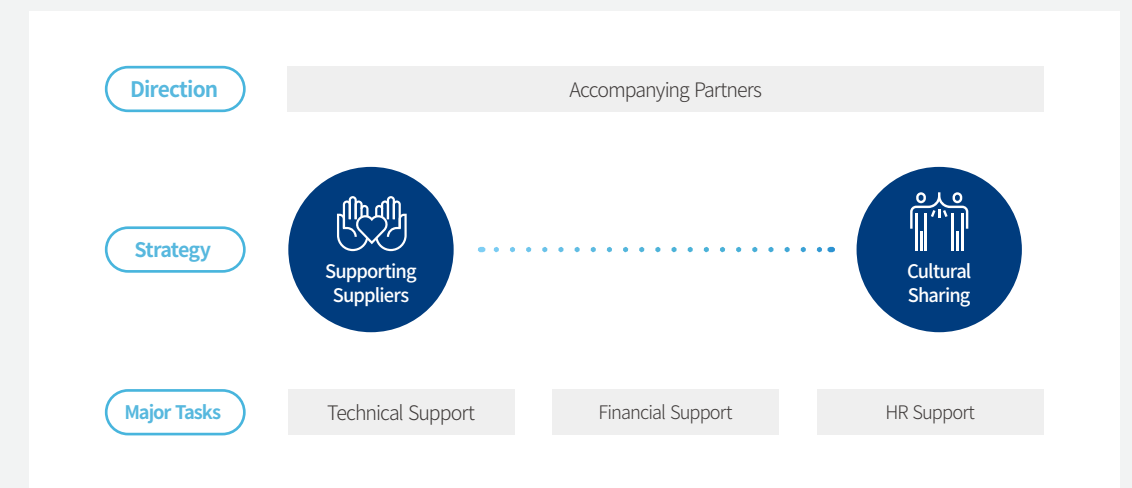 Direction
Accompanying Partners
Strategy
Supporting
Suppliers
Cultural
Sharing
Major Tasks
Technical Support
Financial Support
HR Support